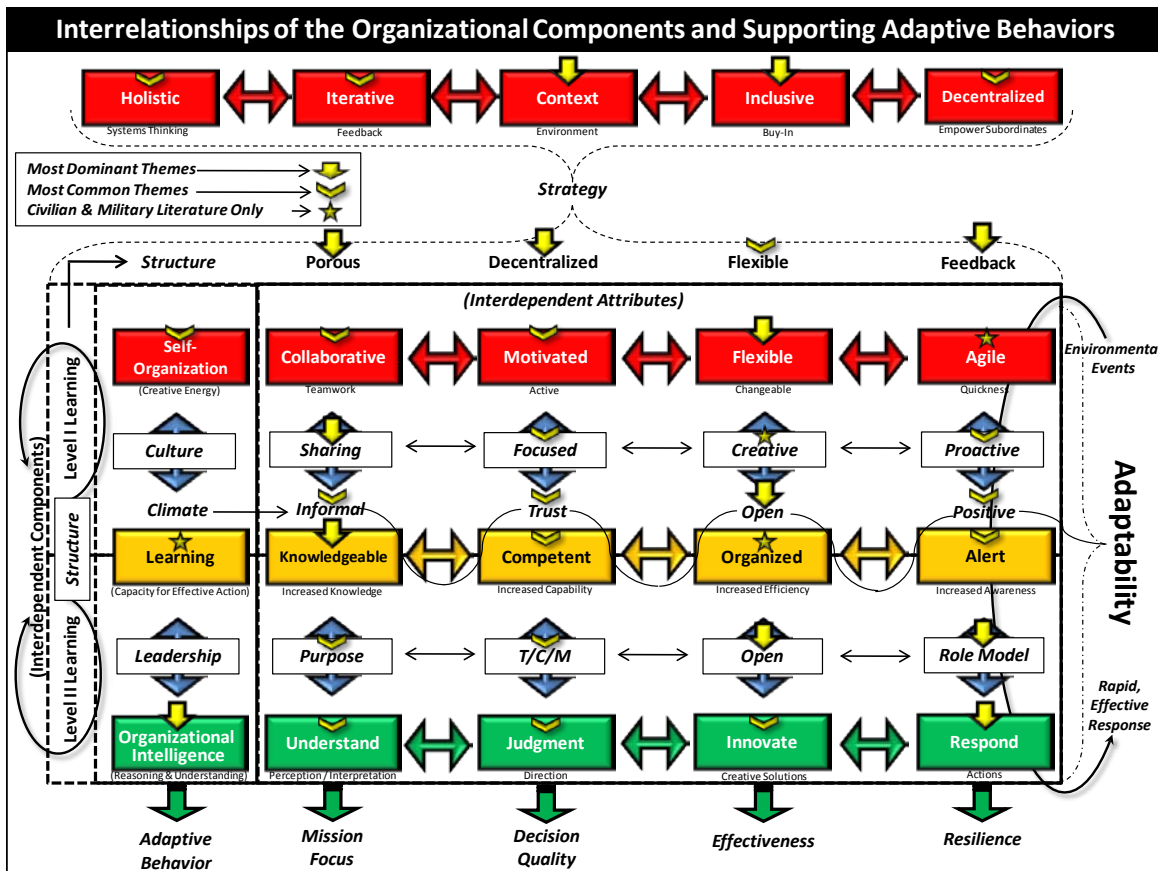 Interrelationships of the Organizational Components and Supporting Adaptive Behaviors
Holistic
Iterative
Context
Inclusive
Decentralized
Systems Thinking
Feedback
Environment
Buy-In
Empower Subordinates
Most Dominant Themes
Most Common Themes
Civilian & Military Literature Only
Strategy
Structure
Porous
Decentralized
Flexible
Feedback
(Interdependent Attributes)
(Interdependent Components)
Level I Learning
Structure
Level III Learning
Self-
Organization
(Creative Energy)
Collaborative
Teamwork
Motivated
Active
Flexible
Changeable
Agile
Quickness
Environmenta
Events
Culture
Sharing
Focused
Creative
Proactive
Climate
Informal
Trust
Open
Positive
Learning
(Capacity for Effective Action)
Knowledgeable
Increased Knowledge
Competent
Increased Capability
Organized
Increased Efficiency
Alert
Increased Awareness
Adaptability
Leadership
Purpose
T/C/M
Open
Role Model
Rapid,
Effective
Response
Organizational
Intelligence
(Reasoning & Understanding)
Understand
Perception / Interpretation
Judgment
Direction
Innovate
Creative Solutions
Respond
Actions
Adaptive
Behavior
Mission
Focus
Decision
Quality
Effectiveness
Resilience